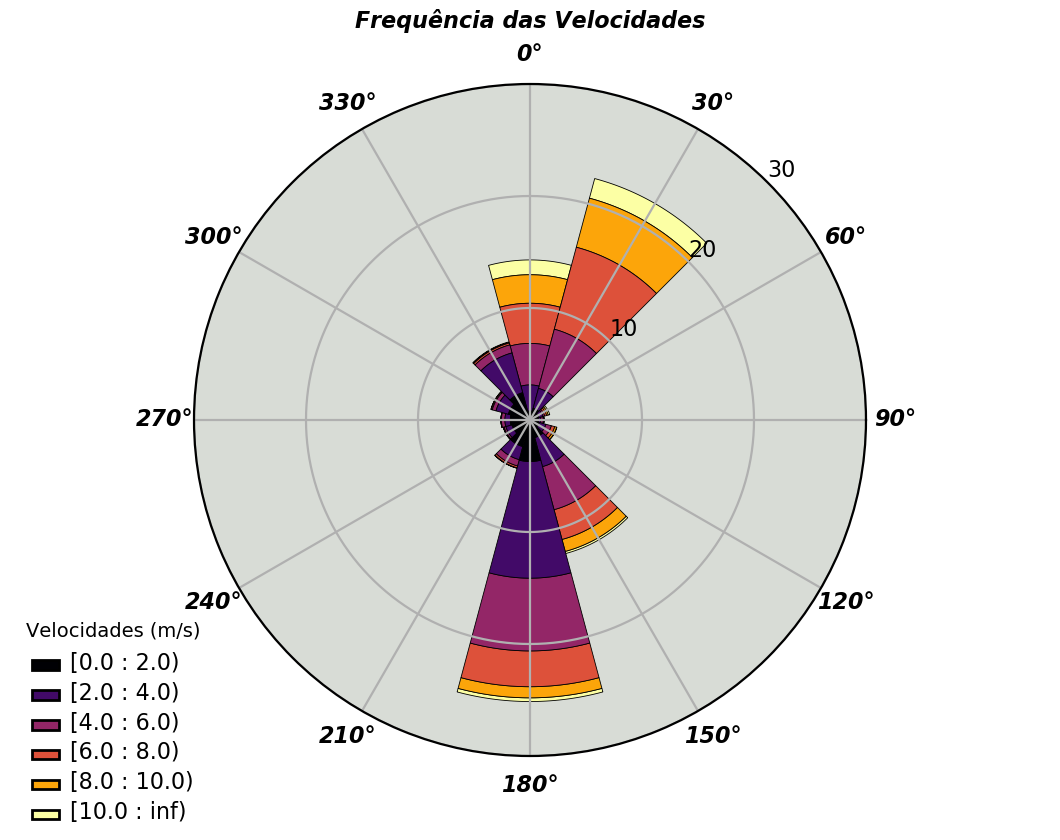 Frequência das Velocidades
0°
330°
30°
30
300°
60°
20
10
270°
90°
240°
120°
Velocidades (m/s)
[0.0 : 2.0)
[2.0 : 4.0)
[4.0 : 6.0)
[6.0 : 8.0)
[8.0 : 10.0)
[10.0 : inf)
210°
150°
180°